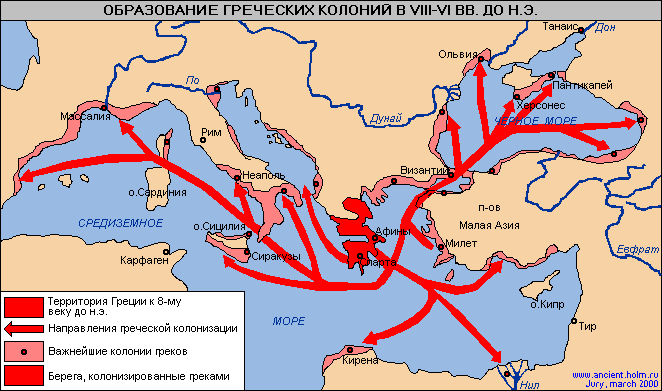 ОБРАЗОВАНИЕ ГРЕЧЕСКИХ КОЛОНИЙ В VIII-VI ВВ. ДО Н.Э.
Танаис
Дон
Ольвия
По
Пантикапей
Херсонес
Массалия
Дунай
ЧЕРНОЕ МОРЕ
Рим
Византий
Неаполь
о.Сардиния
п-ов
Малая Азия
СРЕДИЗЕМНОЕ
о.Сицилия
Афины
Милет
Евфрат
Карфаген
Сиракузы
Спарта
о.Кипр
Тир
МОРЕ
Кирена
Нил
Территория Греции к 8-му
веку до н.э.
Направления греческой колонизации
Важнейшие колонии греков
Берега, колонизированные греками
www.ancient.holm.ru
Jury, march 2000